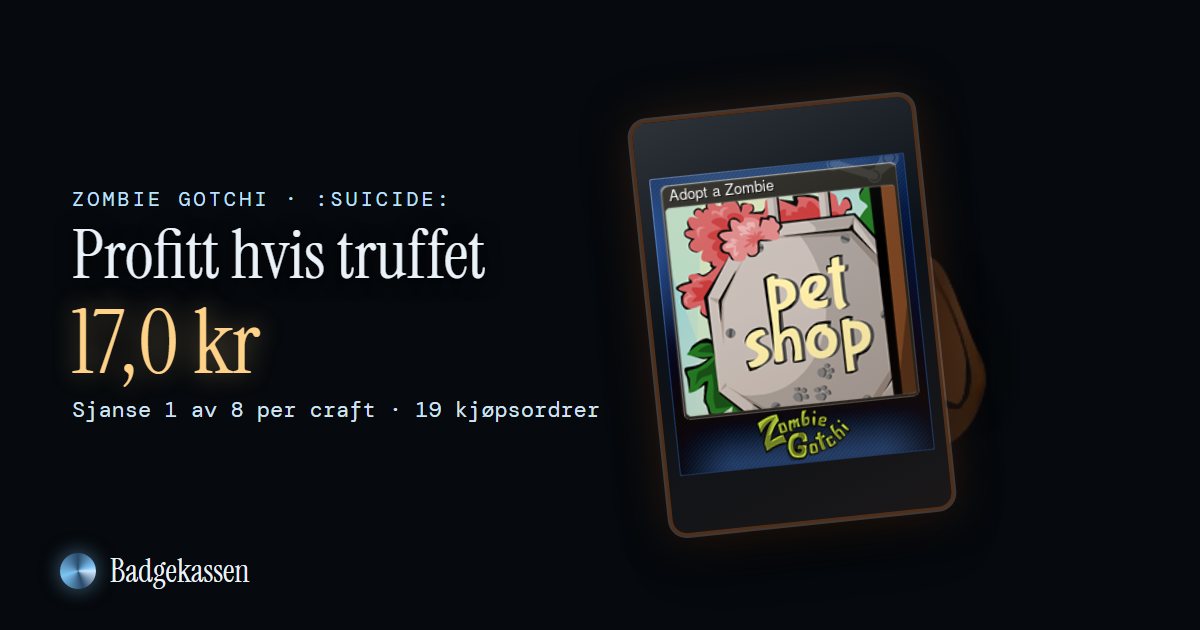 ZOMBIE GOTCHI · :SUICIDE:
Profitt hvis truffet
17,0 kr
Sjanse 1 av 8 per craft · 19 kjøpsordrer
Adopt a Zombie
pet
shop
Zombie
Gotchi
Badgekassen